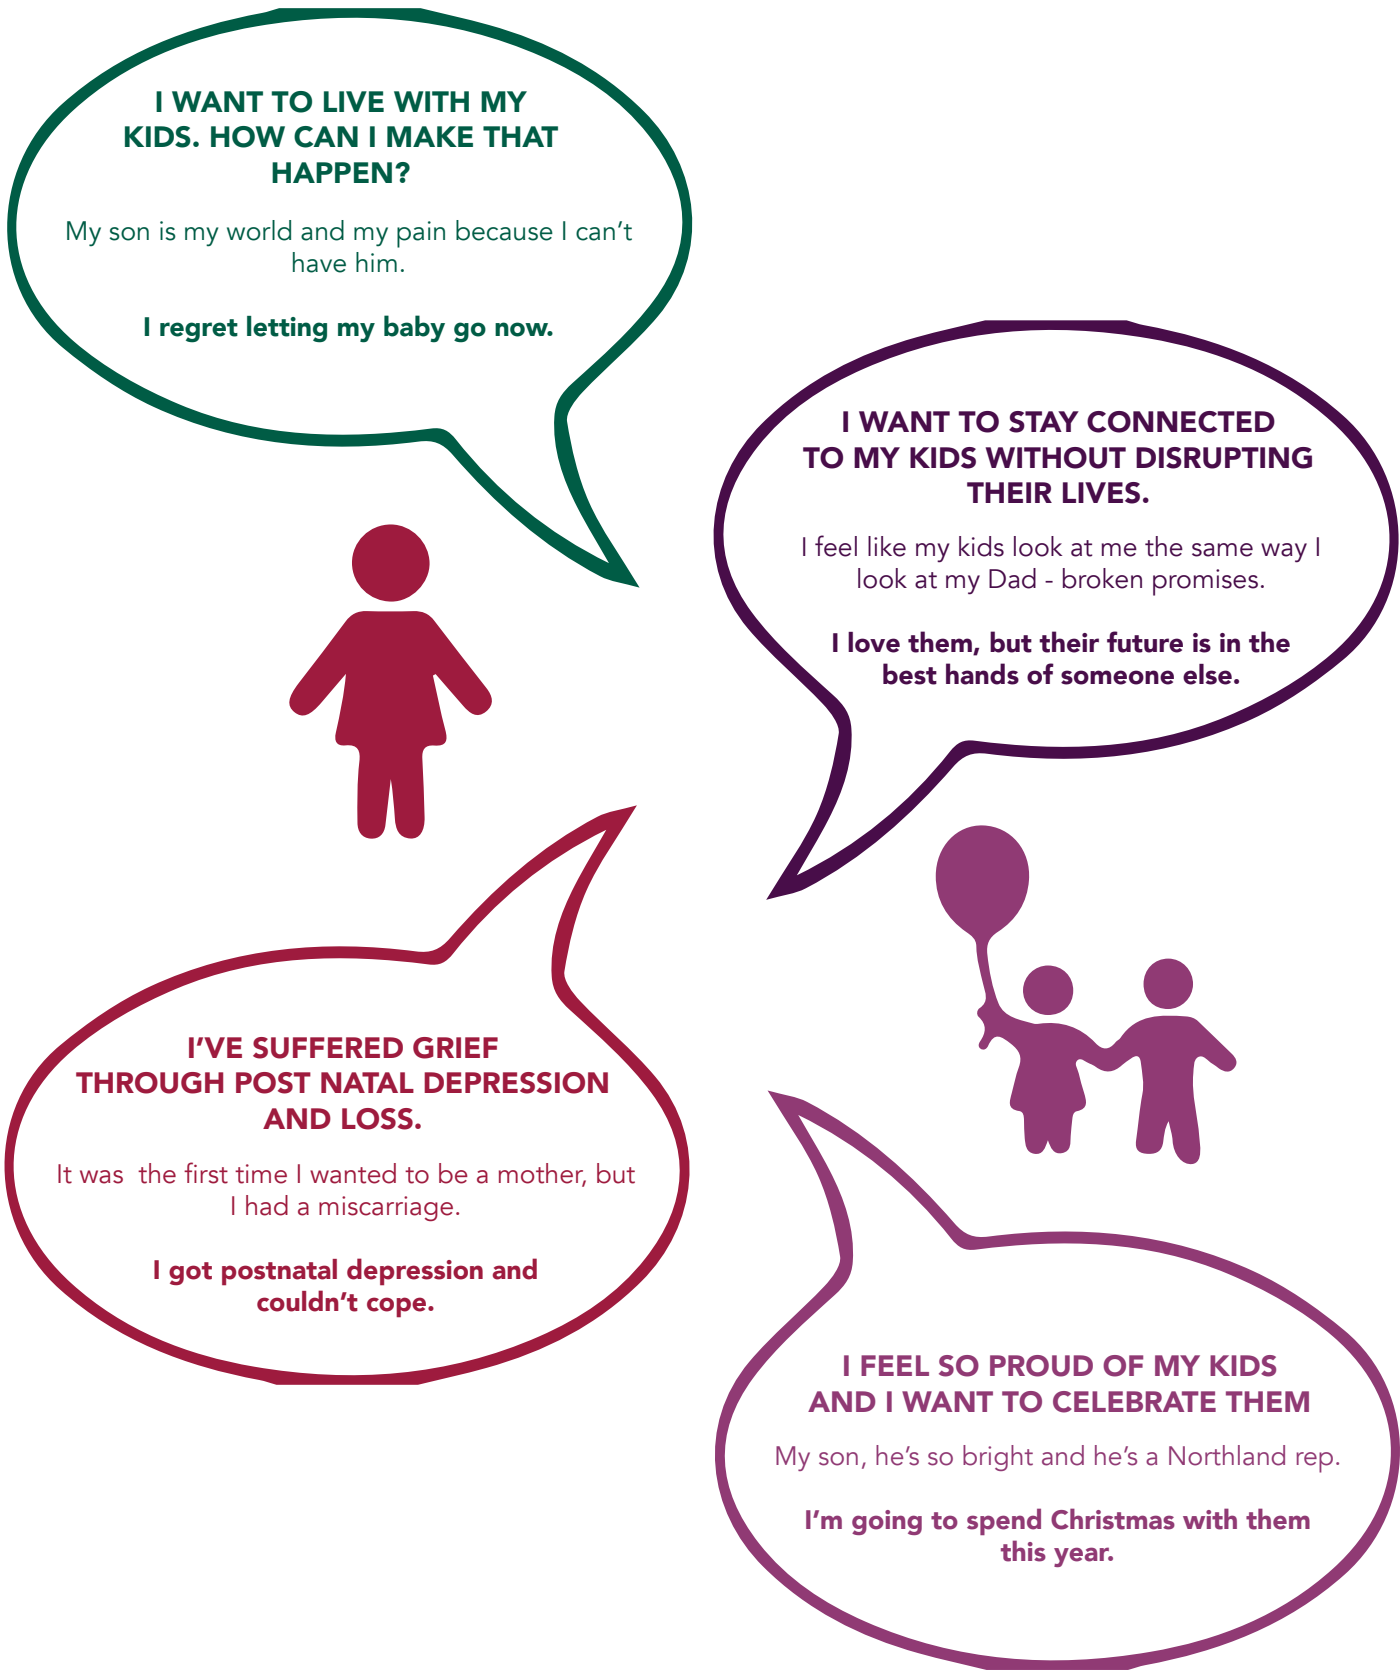 I WANT TO LIVE WITH MY
KIDS. HOW CAN I MAKE THAT
HAPPEN?
My son is my world and my pain because I can't
have him.
I regret letting my baby go now.
I WANT TO STAY CONNECTED
TO MY KIDS WITHOUT DISRUPTING
THEIR LIVES.
I feel like my kids look at me the same way I
look at my Dad - broken promises.
I love them, but their future is in the
best hands of someone else.
I'VE SUFFERED GRIEF
THROUGH POST NATAL DEPRESSION
AND LOSS.
It was  the first time I wanted to be a mother, but
I had a miscarriage.
I got postnatal depression and
couldn't cope.
I FEEL SO PROUD OF MY KIDS
AND I WANT TO CELEBRATE THEM
My son, he's so bright and he's a Northland rep.
I'm going to spend Christmas with them
this year.